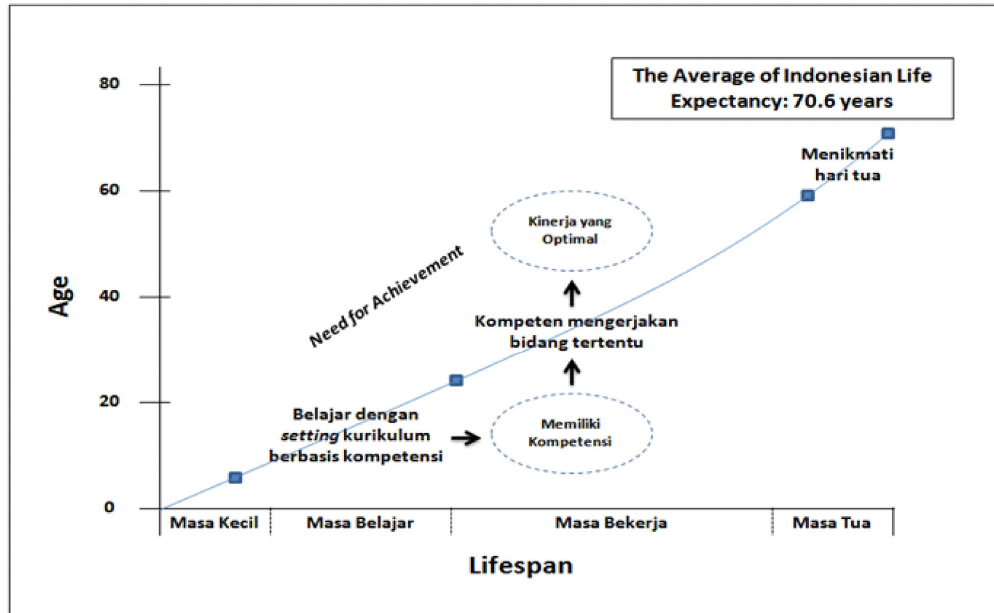 The Average of Indonesian Life
Expectancy: 70.6 years
80
60
40
20
0
Age
Menikmati
hari tua
Kinerja yang
Optimal
Need for Achievement
Kompeten mengerjakan
bidang tertentu
Belajar dengan
setting kurikulum
berbasis kompetensi
Memiliki
Kompetensi
Masa Kecil
Masa Belajar
Masa Bekerja
Masa Tua
Lifespan